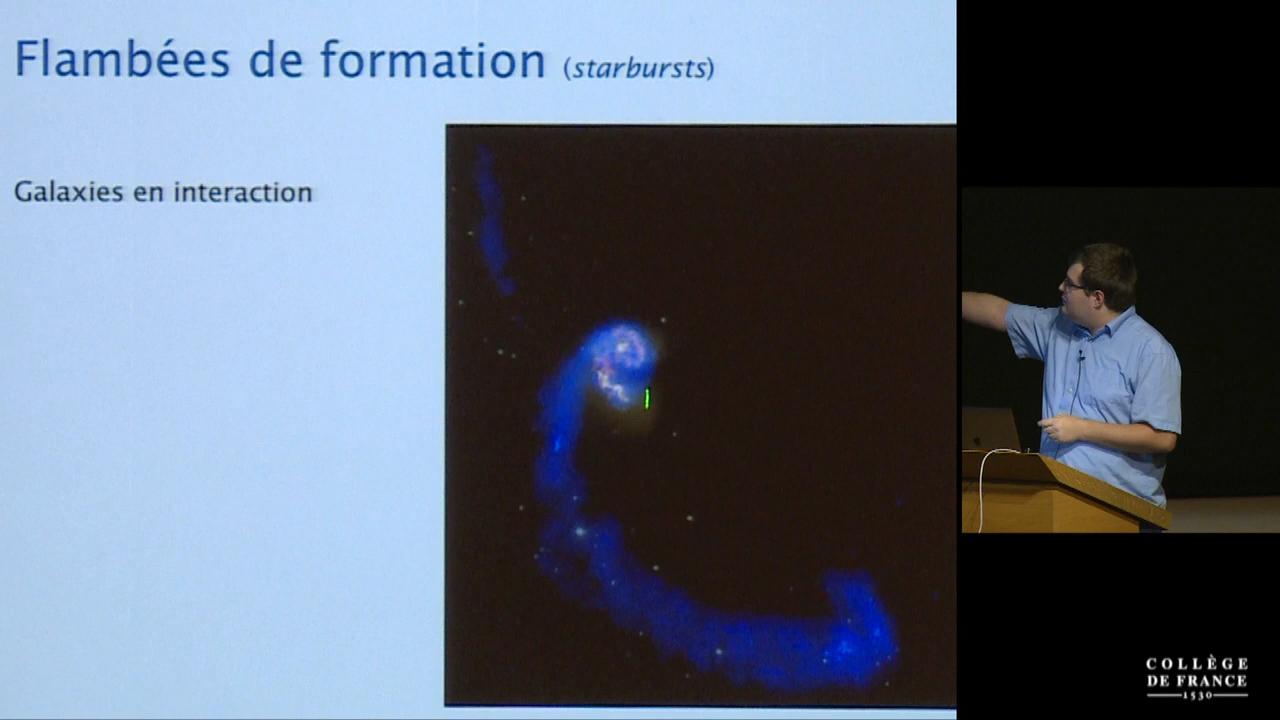 Flambées de formation (starbursts)
Galaxies en interaction
COLLÈGE
DE FRANCE
1530